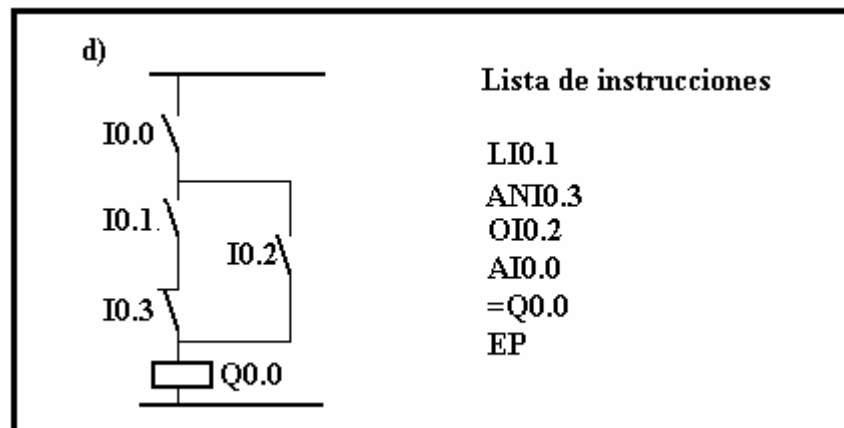 d)
I0.0
I0.1.
I0.2
I0.3
Q0.0
Lista de instrucciones
LI0.1
ANI0.3
OI0.2
AI0.0
=Q0.0
EP